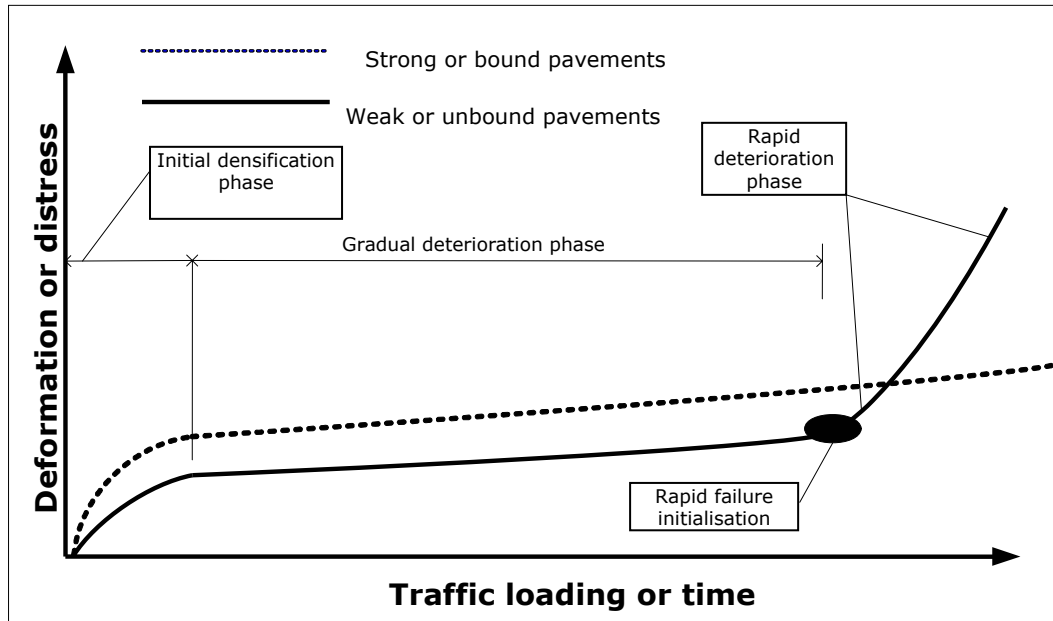 Strong or bound pavements
Weak or unbound pavements
Initial densification
phase
Rapid
deterioration
phase
Gradual deterioration phase
Deformation or distress
Rapid failure
initialisation
Traffic loading or time